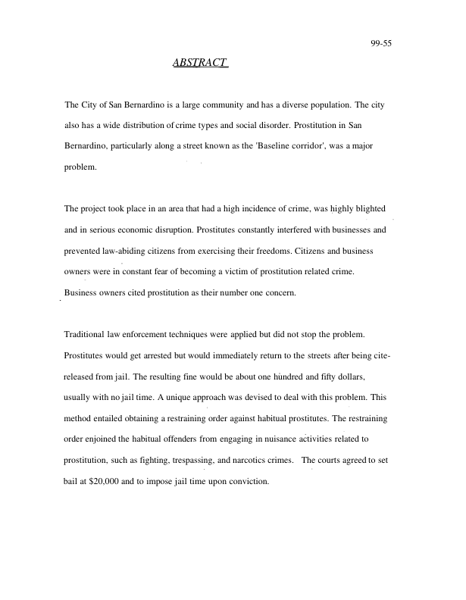 99-55
ABSTRACT
The City of San Bernardino is a large community and has a diverse population. The city
also has a wide distribution of crime types and social disorder. Prostitution in San
Bernardino, particularly along a street known as the 'Baseline corridor', was a major
problem.
The project took place in an area that had a high incidence of crime, was highly blighted
and in serious economic disruption. Prostitutes constantly interfered with businesses and
prevented law-abiding citizens from exercising their freedoms. Citizens and business
owners were in constant fear of becoming a victim of prostitution related crime.
Business owners cited prostitution as their number one concern.
Traditional law enforcement techniques were applied but did not stop the problem.
Prostitutes would get arrested but would immediately return to the streets after being cite-
released from jail. The resulting fine would be about one hundred and fifty dollars,
usually with no jail time. A unique approach was devised to deal with this problem. This
method entailed obtaining a restraining order against habitual prostitutes. The restraining
order enjoined the habitual offenders from engaging in nuisance activities related to
prostitution, such as fighting, trespassing, and narcotics crimes. The courts agreed to set
bail at $20,000 and to impose jail time upon conviction.